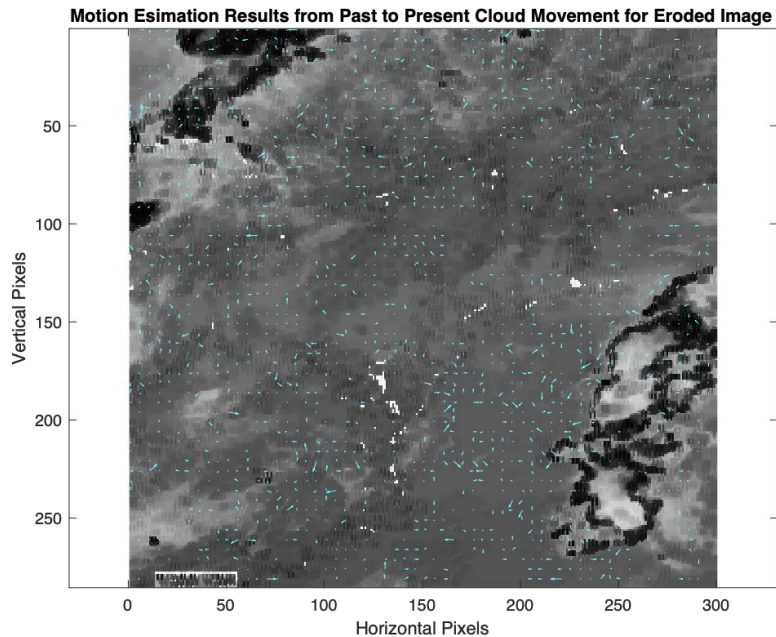 Motion Esimation Results from Past to Present Cloud Movement for Eroded Image
50
100
150
200
250
Vertical Pixels
0 50 100 150 200 250 300
Horizontal Pixels